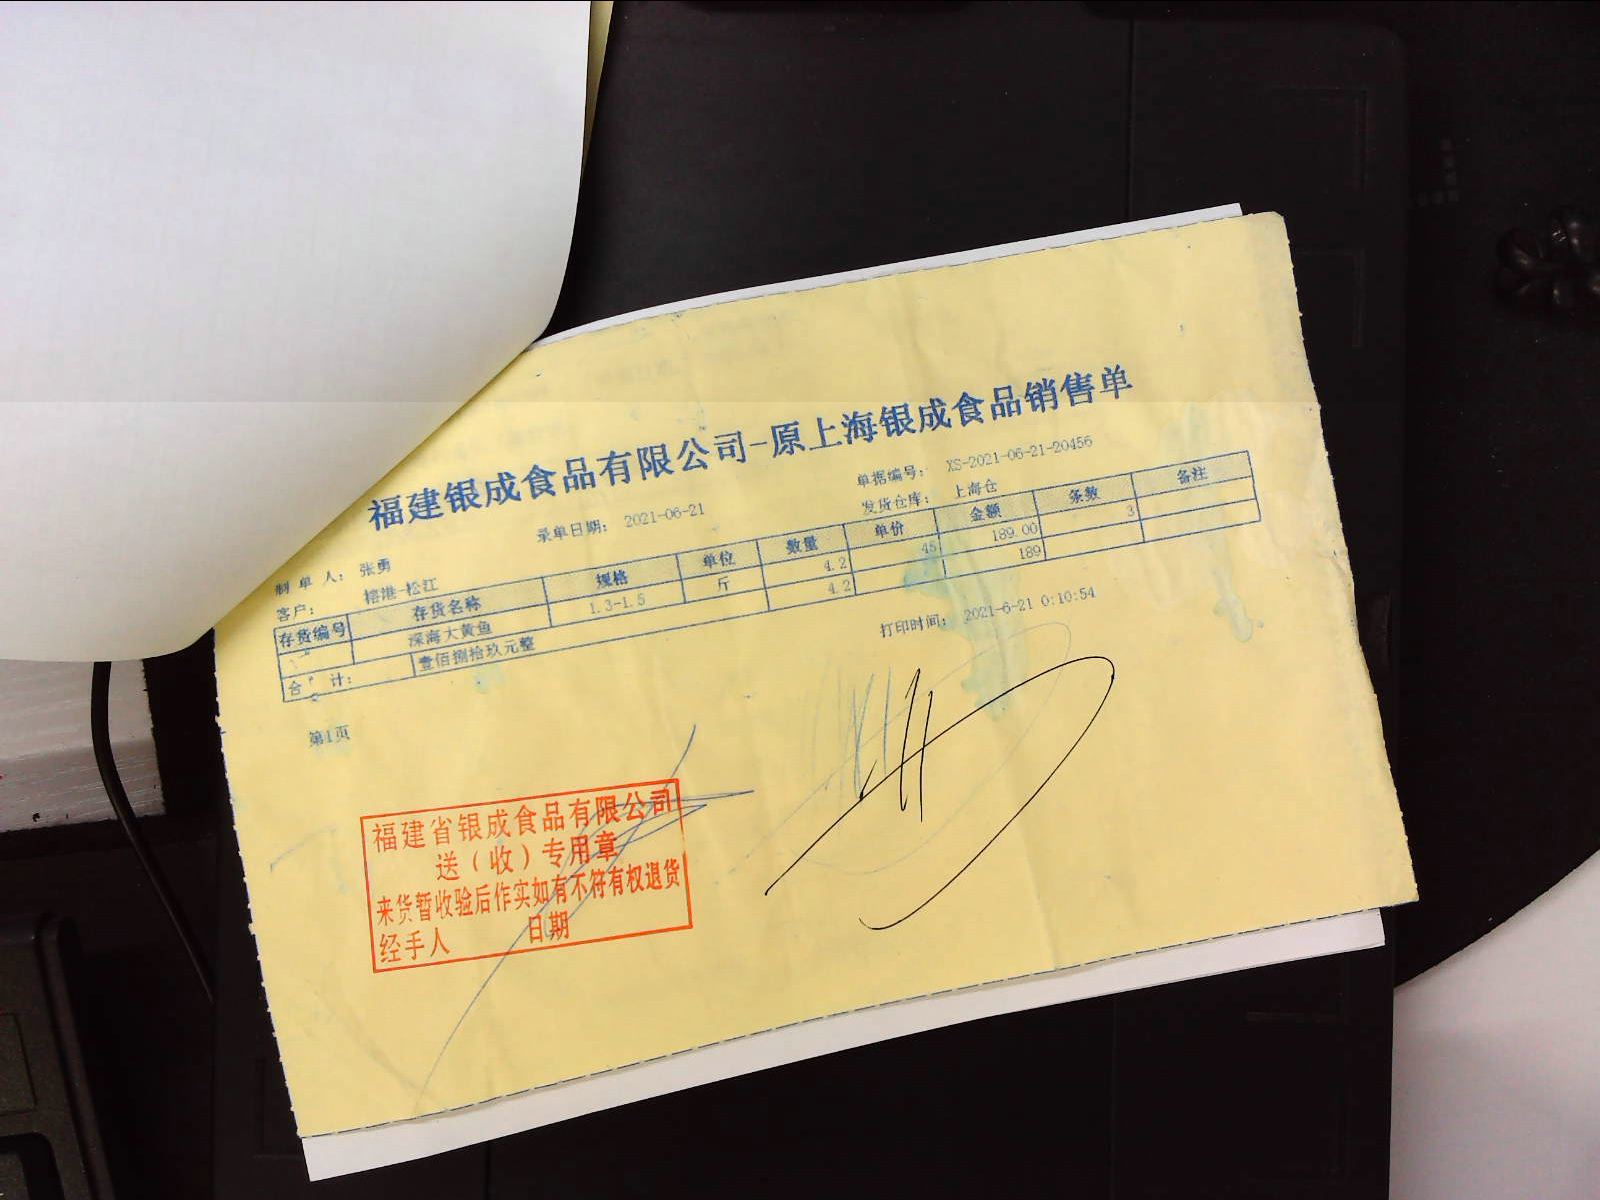 福建银成食品有限公司-原上海银成食品销售单
单据编号: XS-2021-06-21-20456
录单日期: 2021-06-21
发货仓库: 上海仓
制 单 人: 张勇
客户: 榕港-松江
存货编号 存货名称 规格 单位 数量 单价 金额 条数 备注
深海大黄鱼 1.3-1.5 斤 4.2 45 189.00 3
合 计: 壹佰捌拾玖元整 4.2 189
打印时间: 2021-6-21 0:10:54
第1页
福建省银成食品有限公司
送(收)专用章
来货暂收验后作实如有不符有权退货
经手人 日期